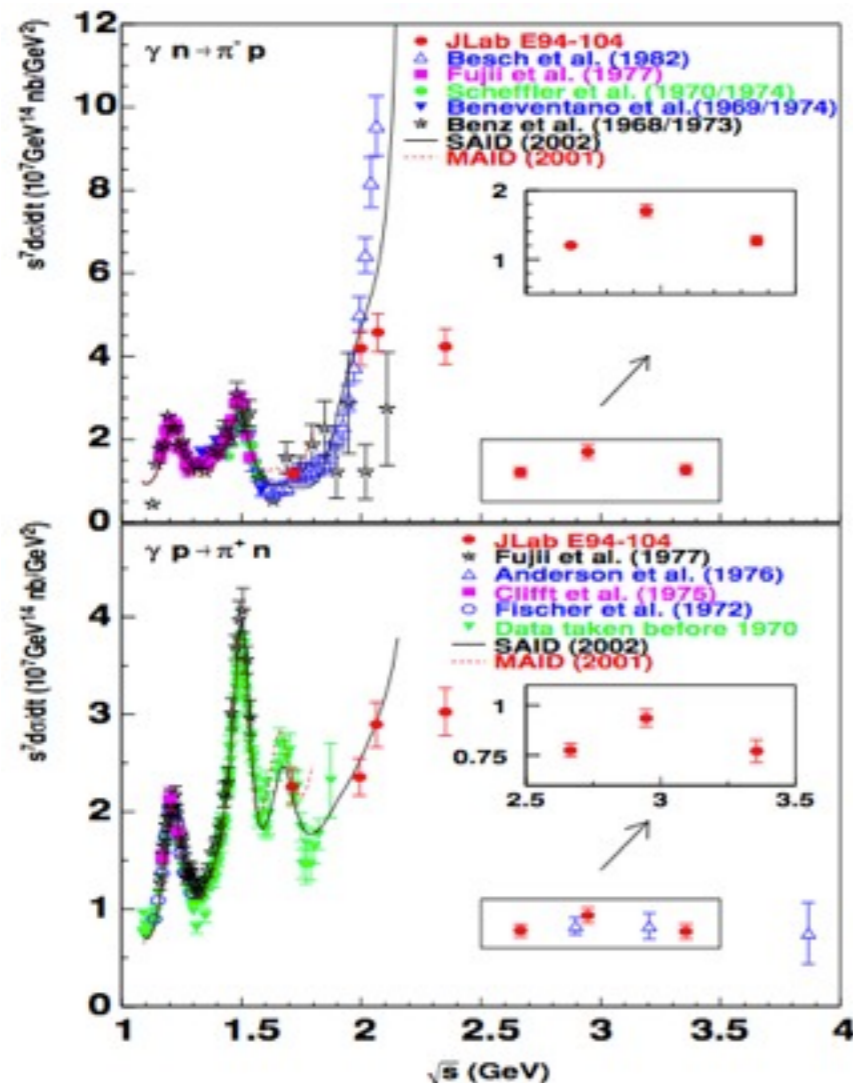 12
10
8
6
4
2
0
s⁷dσ/dt (10⁷GeV¹⁴ nb/GeV²)
γ n → π⁻ p
JLab E94-104
Besch et al. (1982)
Fujii et al. (1977)
Scheffler et al. (1970/1974)
Beneventano et al.(1969/1974)
Benz et al. (1968/1973)
SAID (2002)
MAID (2001)
2
1
4
3
2
1
0
s⁷dσ/dt (10⁷GeV¹⁴ nb/GeV²)
γ p → π⁺ n
JLab E94-104
Fujii et al. (1977)
Anderson et al. (1976)
Clifft et al. (1975)
Fischer et al. (1972)
Data taken before 1970
SAID (2002)
MAID (2001)
1
0.75
2.5 3 3.5
1 1.5 2 2.5 3 3.5 4
√s (GeV)